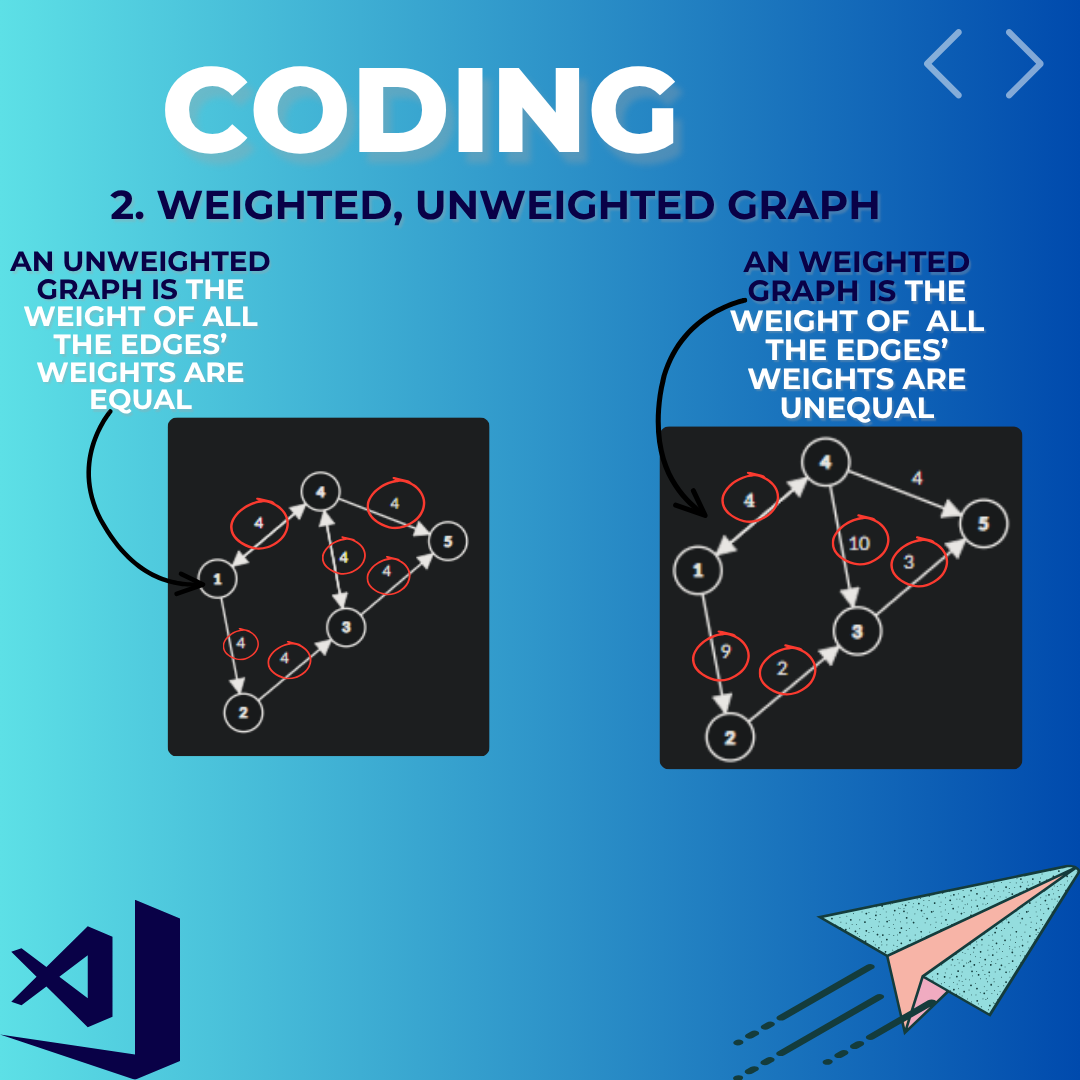 CODING
2. WEIGHTED, UNWEIGHTED GRAPH
AN UNWEIGHTED
GRAPH IS THE
WEIGHT OF ALL
THE EDGES’
WEIGHTS ARE
EQUAL
4
4
4
5
4
4
1
3
4
4
2
AN WEIGHTED
GRAPH IS THE
WEIGHT OF ALL
THE EDGES’
WEIGHTS ARE
UNEQUAL
4
4
4
5
10
3
1
3
9
2
2